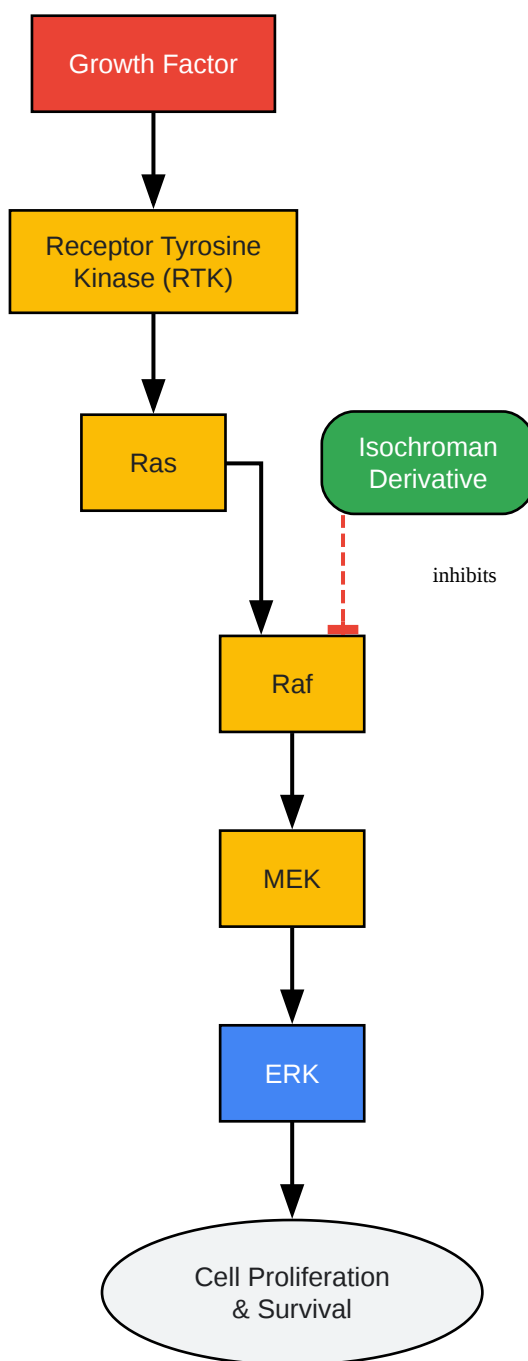 Growth Factor
Receptor Tyrosine
Kinase (RTK)
Ras
Isochroman
Derivative
inhibits
Raf
MEK
ERK
Cell Proliferation
& Survival